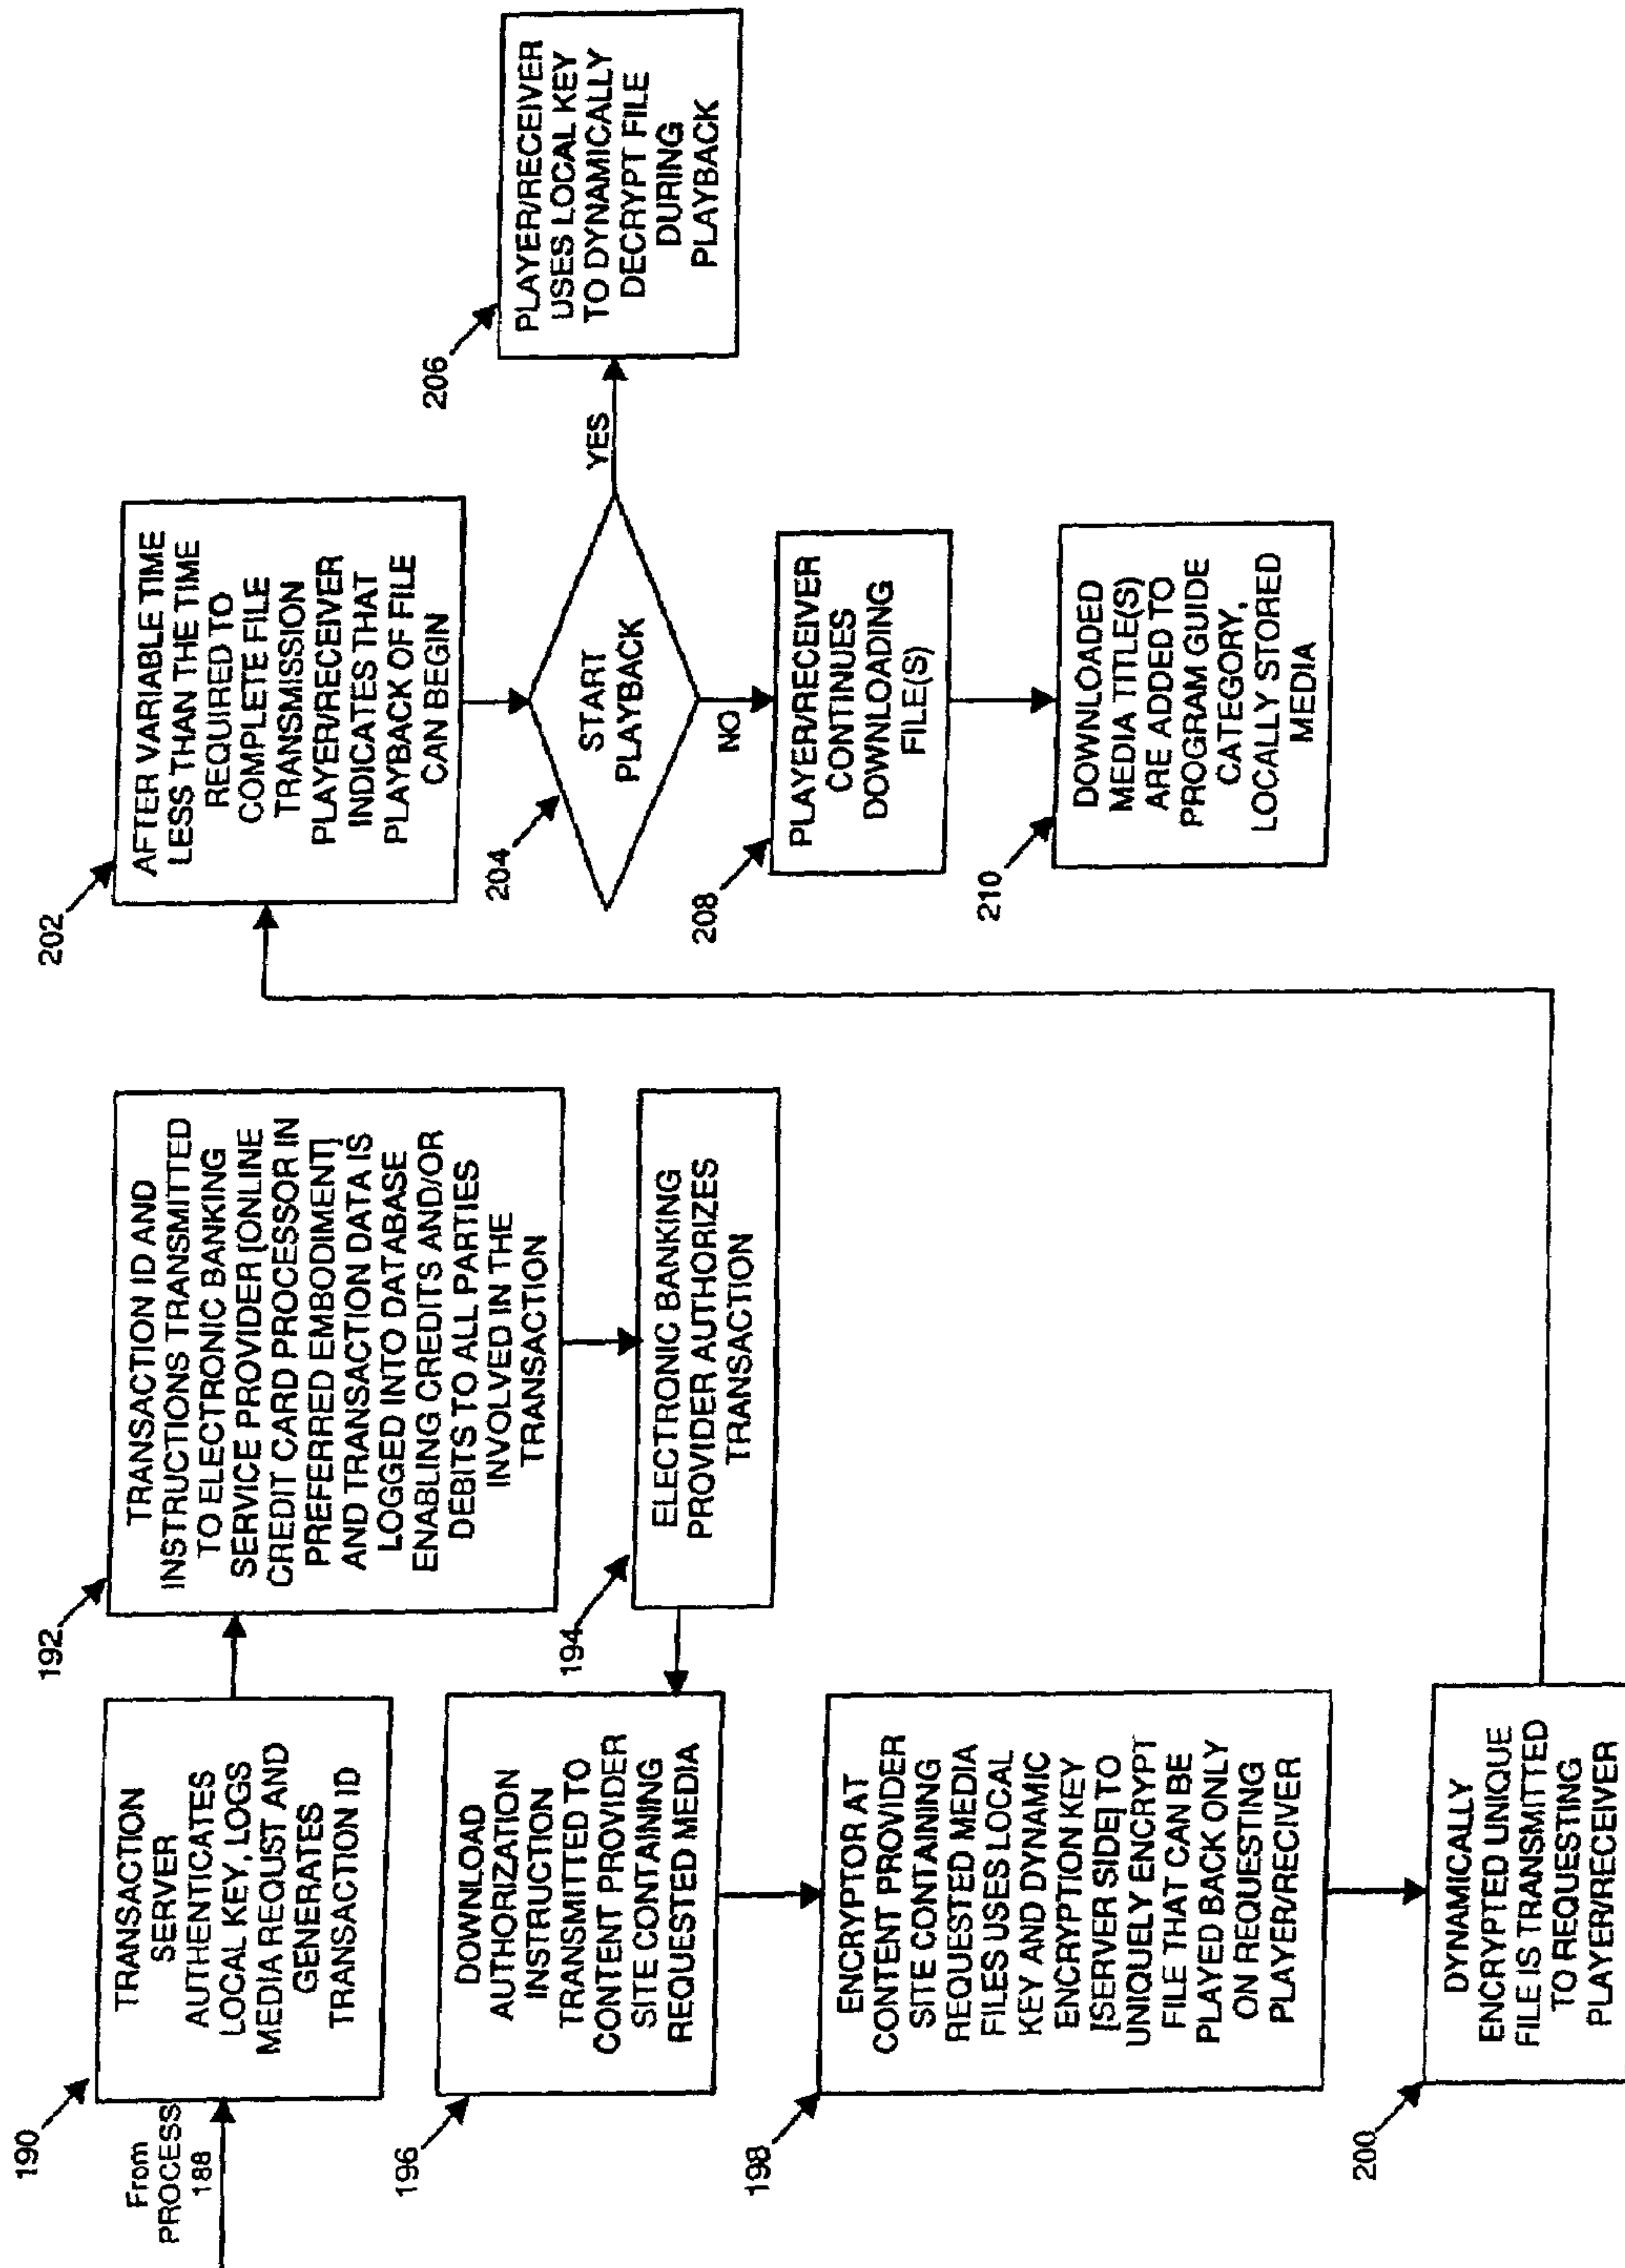 From
PROCESS
188
190
TRANSACTION
SERVER
AUTHENTICATES
LOCAL KEY, LOGS
MEDIA REQUST AND
GENERATES
TRANSACTION ID
192
TRANSACTION ID AND
INSTRUCTIONS TRANSMITTED
TO ELECTRONIC BANKING
SERVICE PROVIDER [ONLINE
CREDIT CARD PROCESSOR IN
PREFERRED EMBODIMENT]
AND TRANSACTION DATA IS
LOGGED INTO DATABASE
ENABLING CREDITS AND/OR
DEBITS TO ALL PARTIES
INVOLVED IN THE
TRANSACTION
194
ELECTRONIC BANKING
PROVIDER AUTHORIZES
TRANSACTION
196
DOWNLOAD
AUTHORIZATION
INSTRUCTION
TRANSMITTED TO
CONTENT PROVIDER
SITE CONTAINING
REQUESTED MEDIA
198
ENCRYPTOR AT
CONTENT PROVIDER
SITE CONTAINING
REQUESTED MEDIA
FILES USES LOCAL
KEY AND DYNAMIC
ENCRYPTION KEY
[SERVER SIDE] TO
UNIQUELY ENCRYPT
FILE THAT CAN BE
PLAYED BACK ONLY
ON REQUESTING
PLAYER/RECIVER
200
DYNAMICALLY
ENCRYPTED UNIQUE
FILE IS TRANSMITTED
TO REQUESTING
PLAYER/RECEIVER
202
AFTER VARIABLE TIME
LESS THAN THE TIME
REQUIRED TO
COMPLETE FILE
TRANSMISSION
PLAYER/RECEIVER
INDICATES THAT
PLAYBACK OF FILE
CAN BEGIN
204
START
PLAYBACK
YES
NO
206
PLAYER/RECEIVER
USES LOCAL KEY
TO DYNAMICALLY
DECRYPT FILE
DURING
PLAYBACK
208
PLAYER/RECEIVER
CONTINUES
DOWNLOADING
FILE(S)
210
DOWNLOADED
MEDIA TITLE(S)
ARE ADDED TO
PROGRAM GUIDE
CATEGORY,
LOCALLY STORED
MEDIA